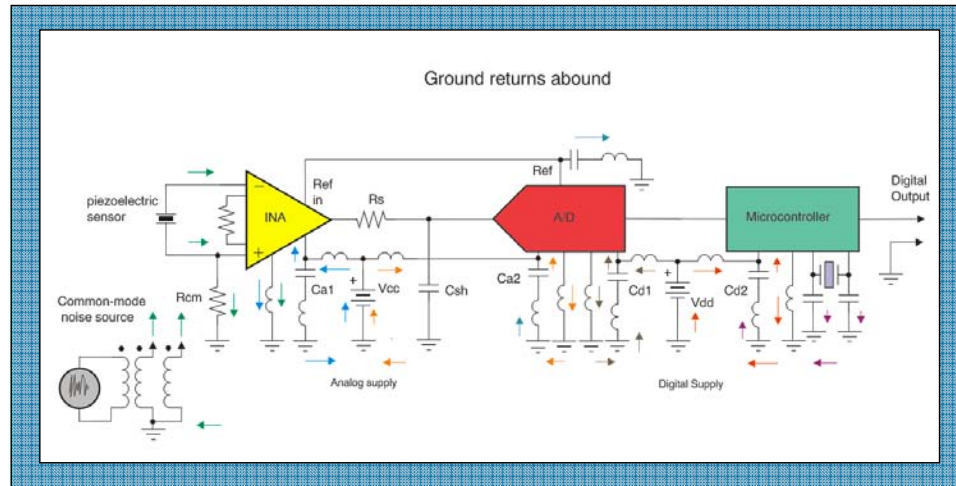 Ground returns abound
Ref
Digital
Output
piezoelectric
sensor
−
INA
+
Ref
in
Rs
A/D
Microcontroller
Rcm
Ca1
+
Vcc
Csh
Ca2
Cd1
+
Vdd
Cd2
Common-mode
noise source
Analog supply
Digital Supply